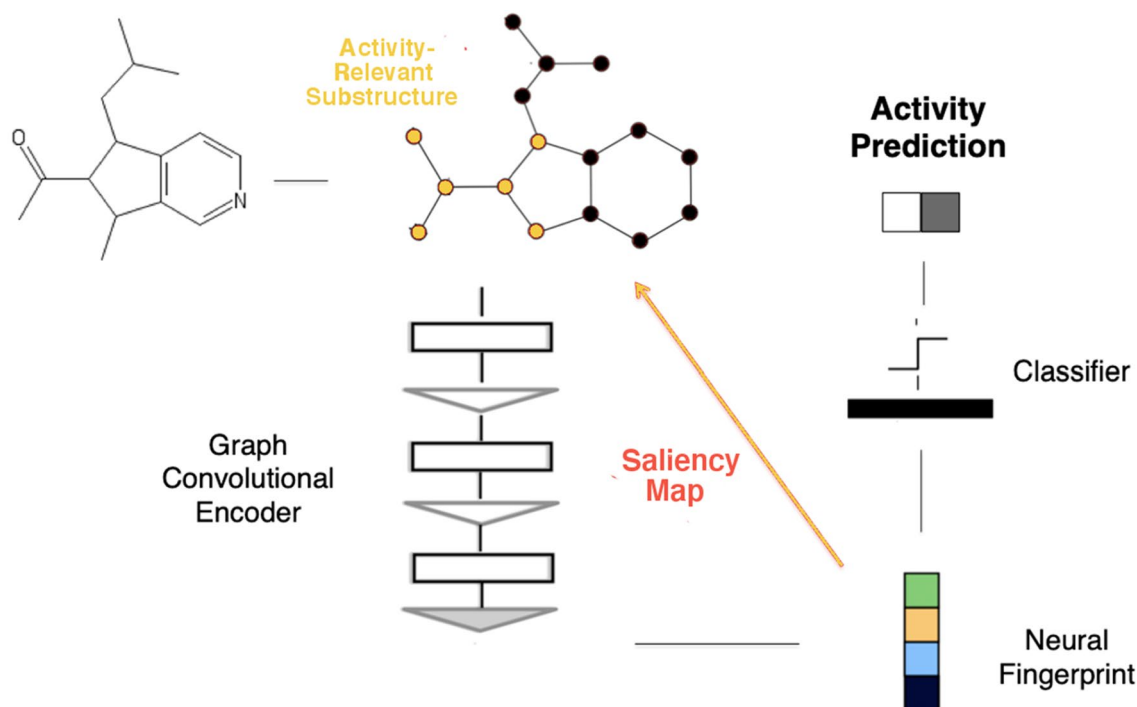 Activity-
Relevant
Substructure
Activity
Prediction
O
N
Classifier
Graph
Convolutional
Encoder
Saliency
Map
Neural
Fingerprint